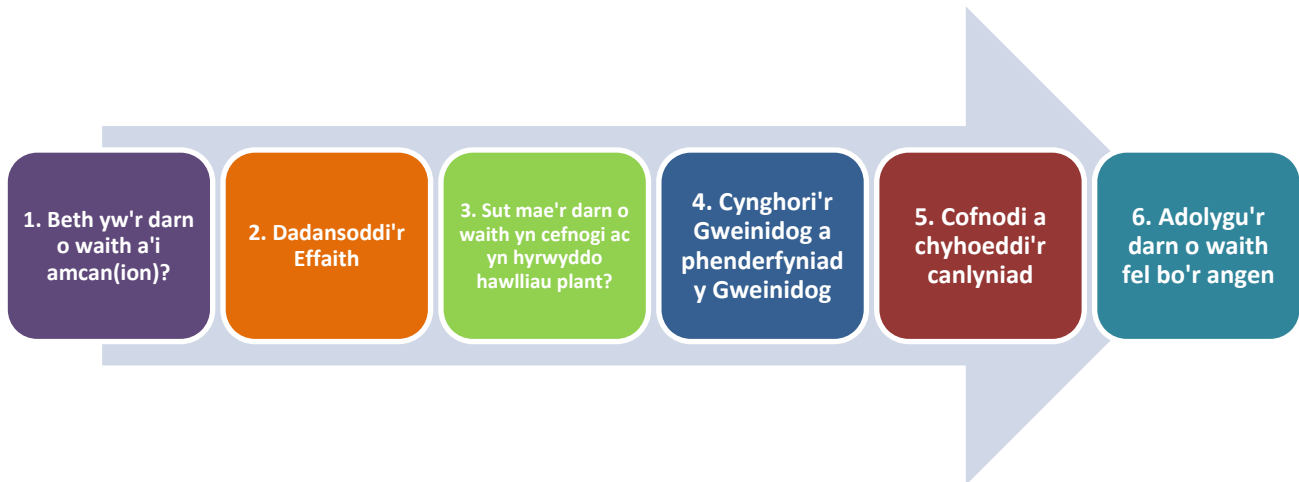 1. Beth yw'r darn
o waith a'i
amcan(ion)?
2. Dadansoddi'r
Effaith
3. Sut mae'r darn o
waith yn cefnogi ac
yn hyrwyddo
hawlliau plant?
4. Cynghori'r
Gweinidog a
phenderfyniad
y Gweinidog
5. Cofnodi a
chyhoeddi'r
canlyniad
6. Adolygu'r
darn o waith
fel bo'r angen